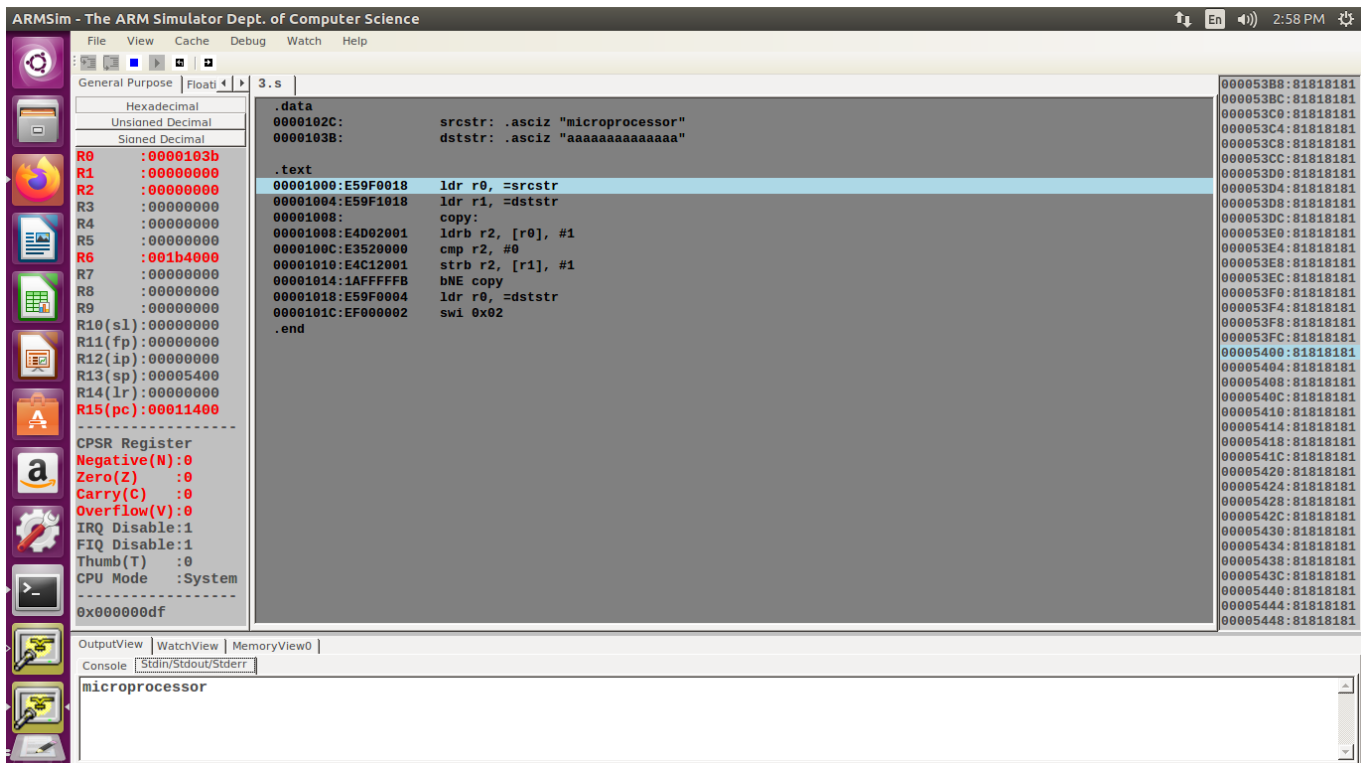 ARMSim - The ARM Simulator Dept. of Computer Science
En 2:58 PM
File View Cache Debug Watch Help
General Purpose Floati
3.s
Hexadecimal
Unsigned Decimal
Signed Decimal
R0 :0000103b
R1 :00000000
R2 :00000000
R3 :00000000
R4 :00000000
R5 :00000000
R6 :001b4000
R7 :00000000
R8 :00000000
R9 :00000000
R10(sl):00000000
R11(fp):00000000
R12(ip):00000000
R13(sp):00005400
R14(lr):00000000
R15(pc):00011400
------------------
CPSR Register
Negative(N):0
Zero(Z) :0
Carry(C) :0
Overflow(V):0
IRQ Disable:1
FIQ Disable:1
Thumb(T) :0
CPU Mode :System
------------------
0x000000df
.data
0000102C: srcstr: .asciz "microprocessor"
0000103B: dststr: .asciz "aaaaaaaaaaaaaa"
.text
00001000:E59F0018 ldr r0, =srcstr
00001004:E59F1018 ldr r1, =dststr
00001008: copy:
00001008:E4D02001 ldrb r2, [r0], #1
0000100C:E3520000 cmp r2, #0
00001010:E4C12001 strb r2, [r1], #1
00001014:1AFFFFFB bNE copy
00001018:E59F0004 ldr r0, =dststr
0000101C:EF000002 swi 0x02
.end
000053B8:81818181
000053BC:81818181
000053C0:81818181
000053C4:81818181
000053C8:81818181
000053CC:81818181
000053D0:81818181
000053D4:81818181
000053D8:81818181
000053DC:81818181
000053E0:81818181
000053E4:81818181
000053E8:81818181
000053EC:81818181
000053F0:81818181
000053F4:81818181
000053F8:81818181
000053FC:81818181
00005400:81818181
00005404:81818181
00005408:81818181
0000540C:81818181
00005410:81818181
00005414:81818181
00005418:81818181
0000541C:81818181
00005420:81818181
00005424:81818181
00005428:81818181
0000542C:81818181
00005430:81818181
00005434:81818181
00005438:81818181
0000543C:81818181
00005440:81818181
00005444:81818181
00005448:81818181
OutputView WatchView MemoryView0
Console Stdin/Stdout/Stderr
microprocessor